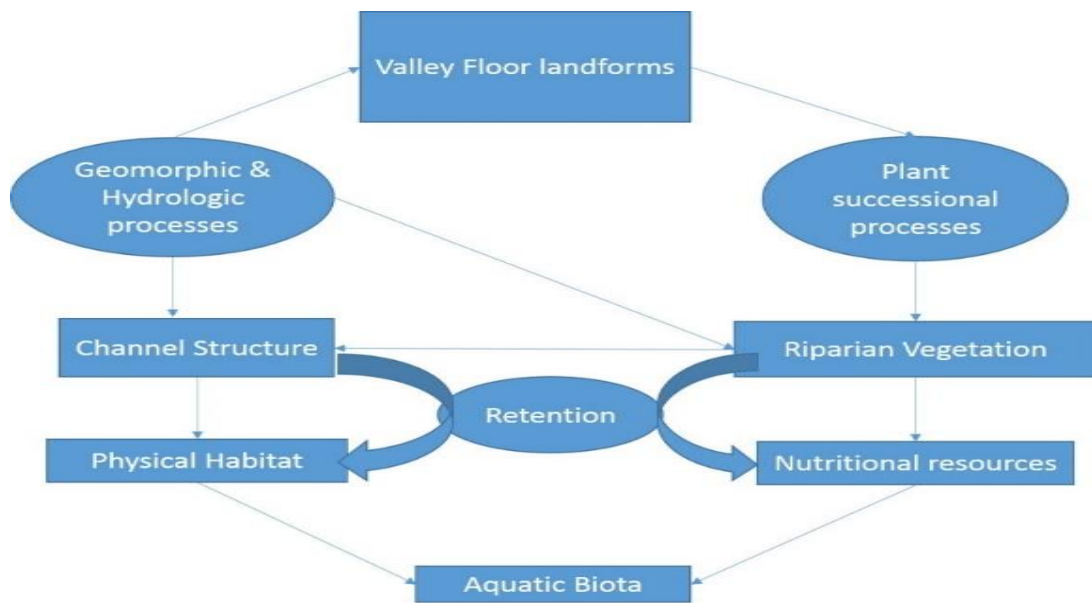 Valley Floor landforms
Geomorphic &
Hydrologic
processes
Plant
successional
processes
Channel Structure
Riparian Vegetation
Retention
Physical Habitat
Nutritional resources
Aquatic Biota